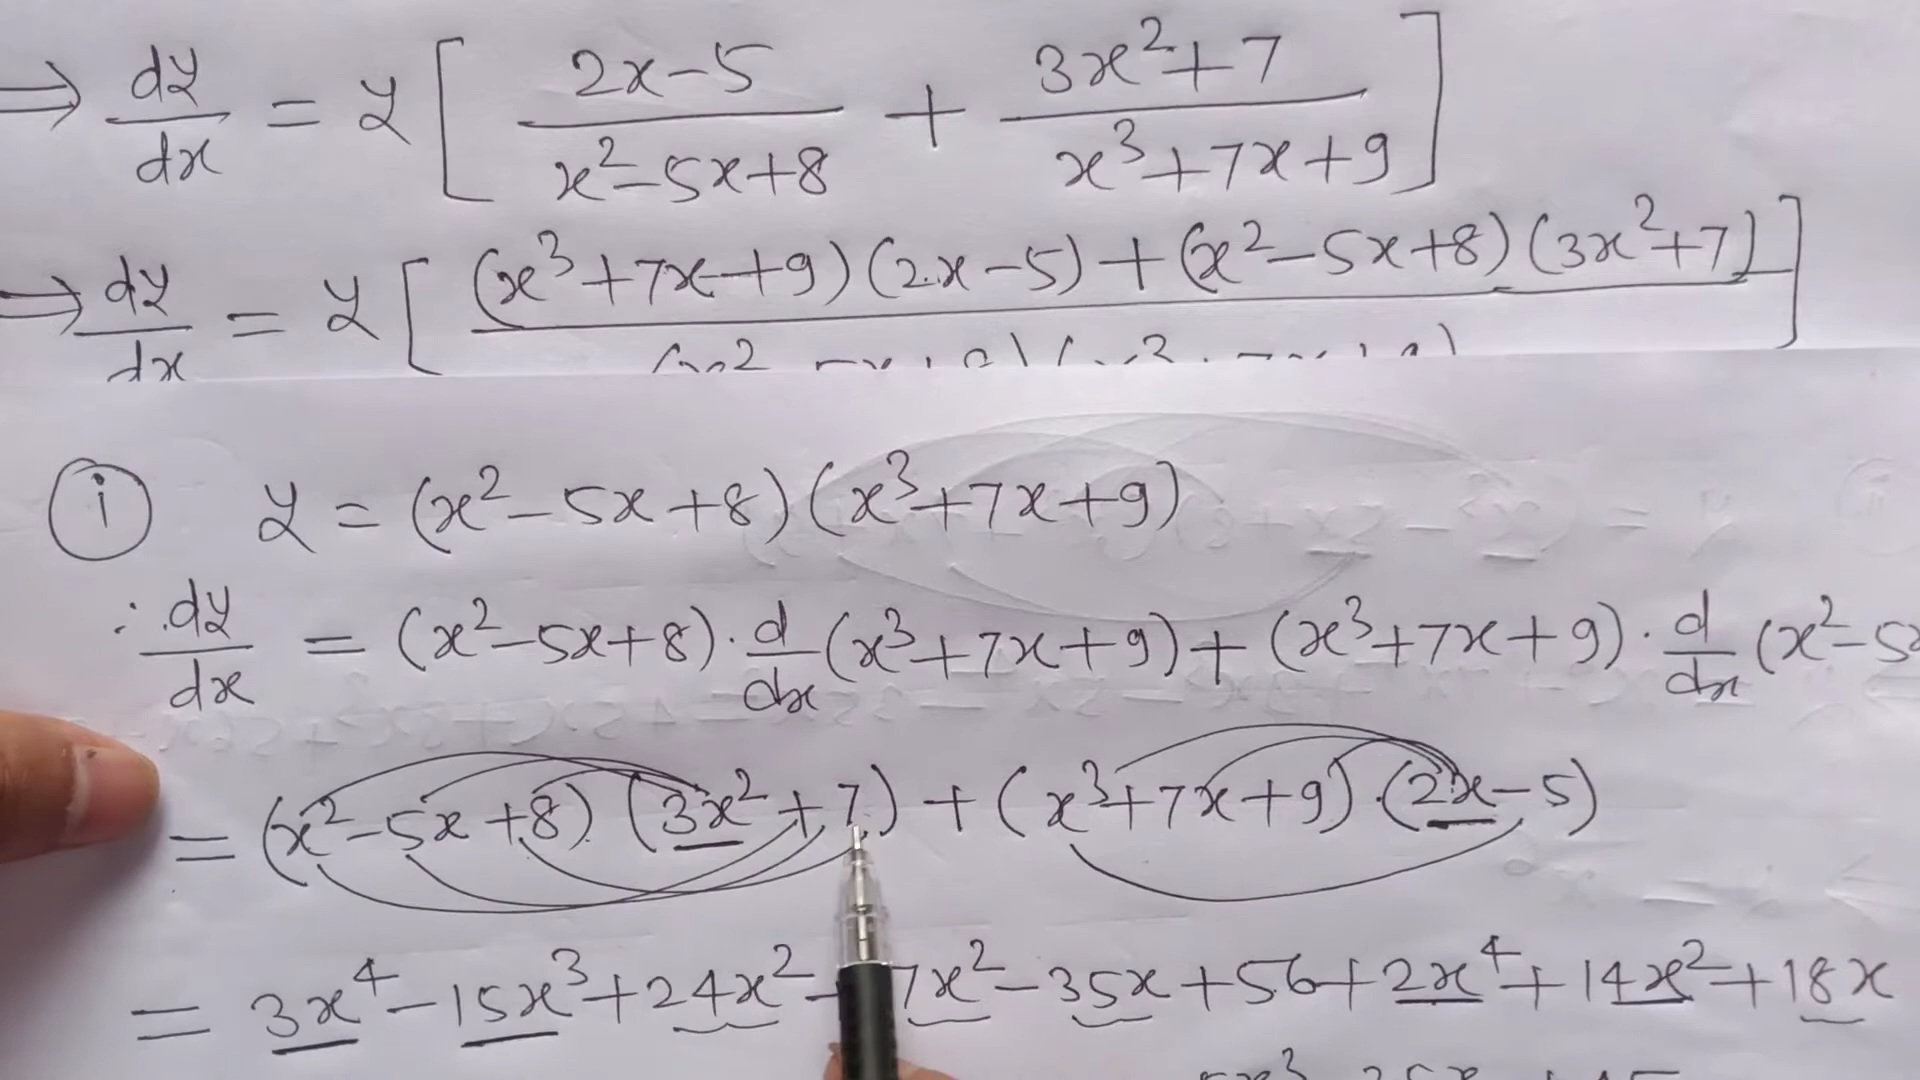 ⇒ dy/dx = y [ (2x-5)/(x²-5x+8) + (3x²+7)/(x³+7x+9) ]
⇒ dy/dx = y [ (x³+7x+9)(2x-5)+(x²-5x+8)(3x²+7)
(i) y = (x²-5x+8)(x³+7x+9)
∴ dy/dx = (x²-5x+8)·d/dx(x³+7x+9)+(x³+7x+9)·d/dx(x²-5x
= (x²-5x+8)·(3x²+7)+(x³+7x+9)·(2x-5)
= 3x⁴-15x³+24x²+7x²-35x+56+2x⁴+14x²+18x